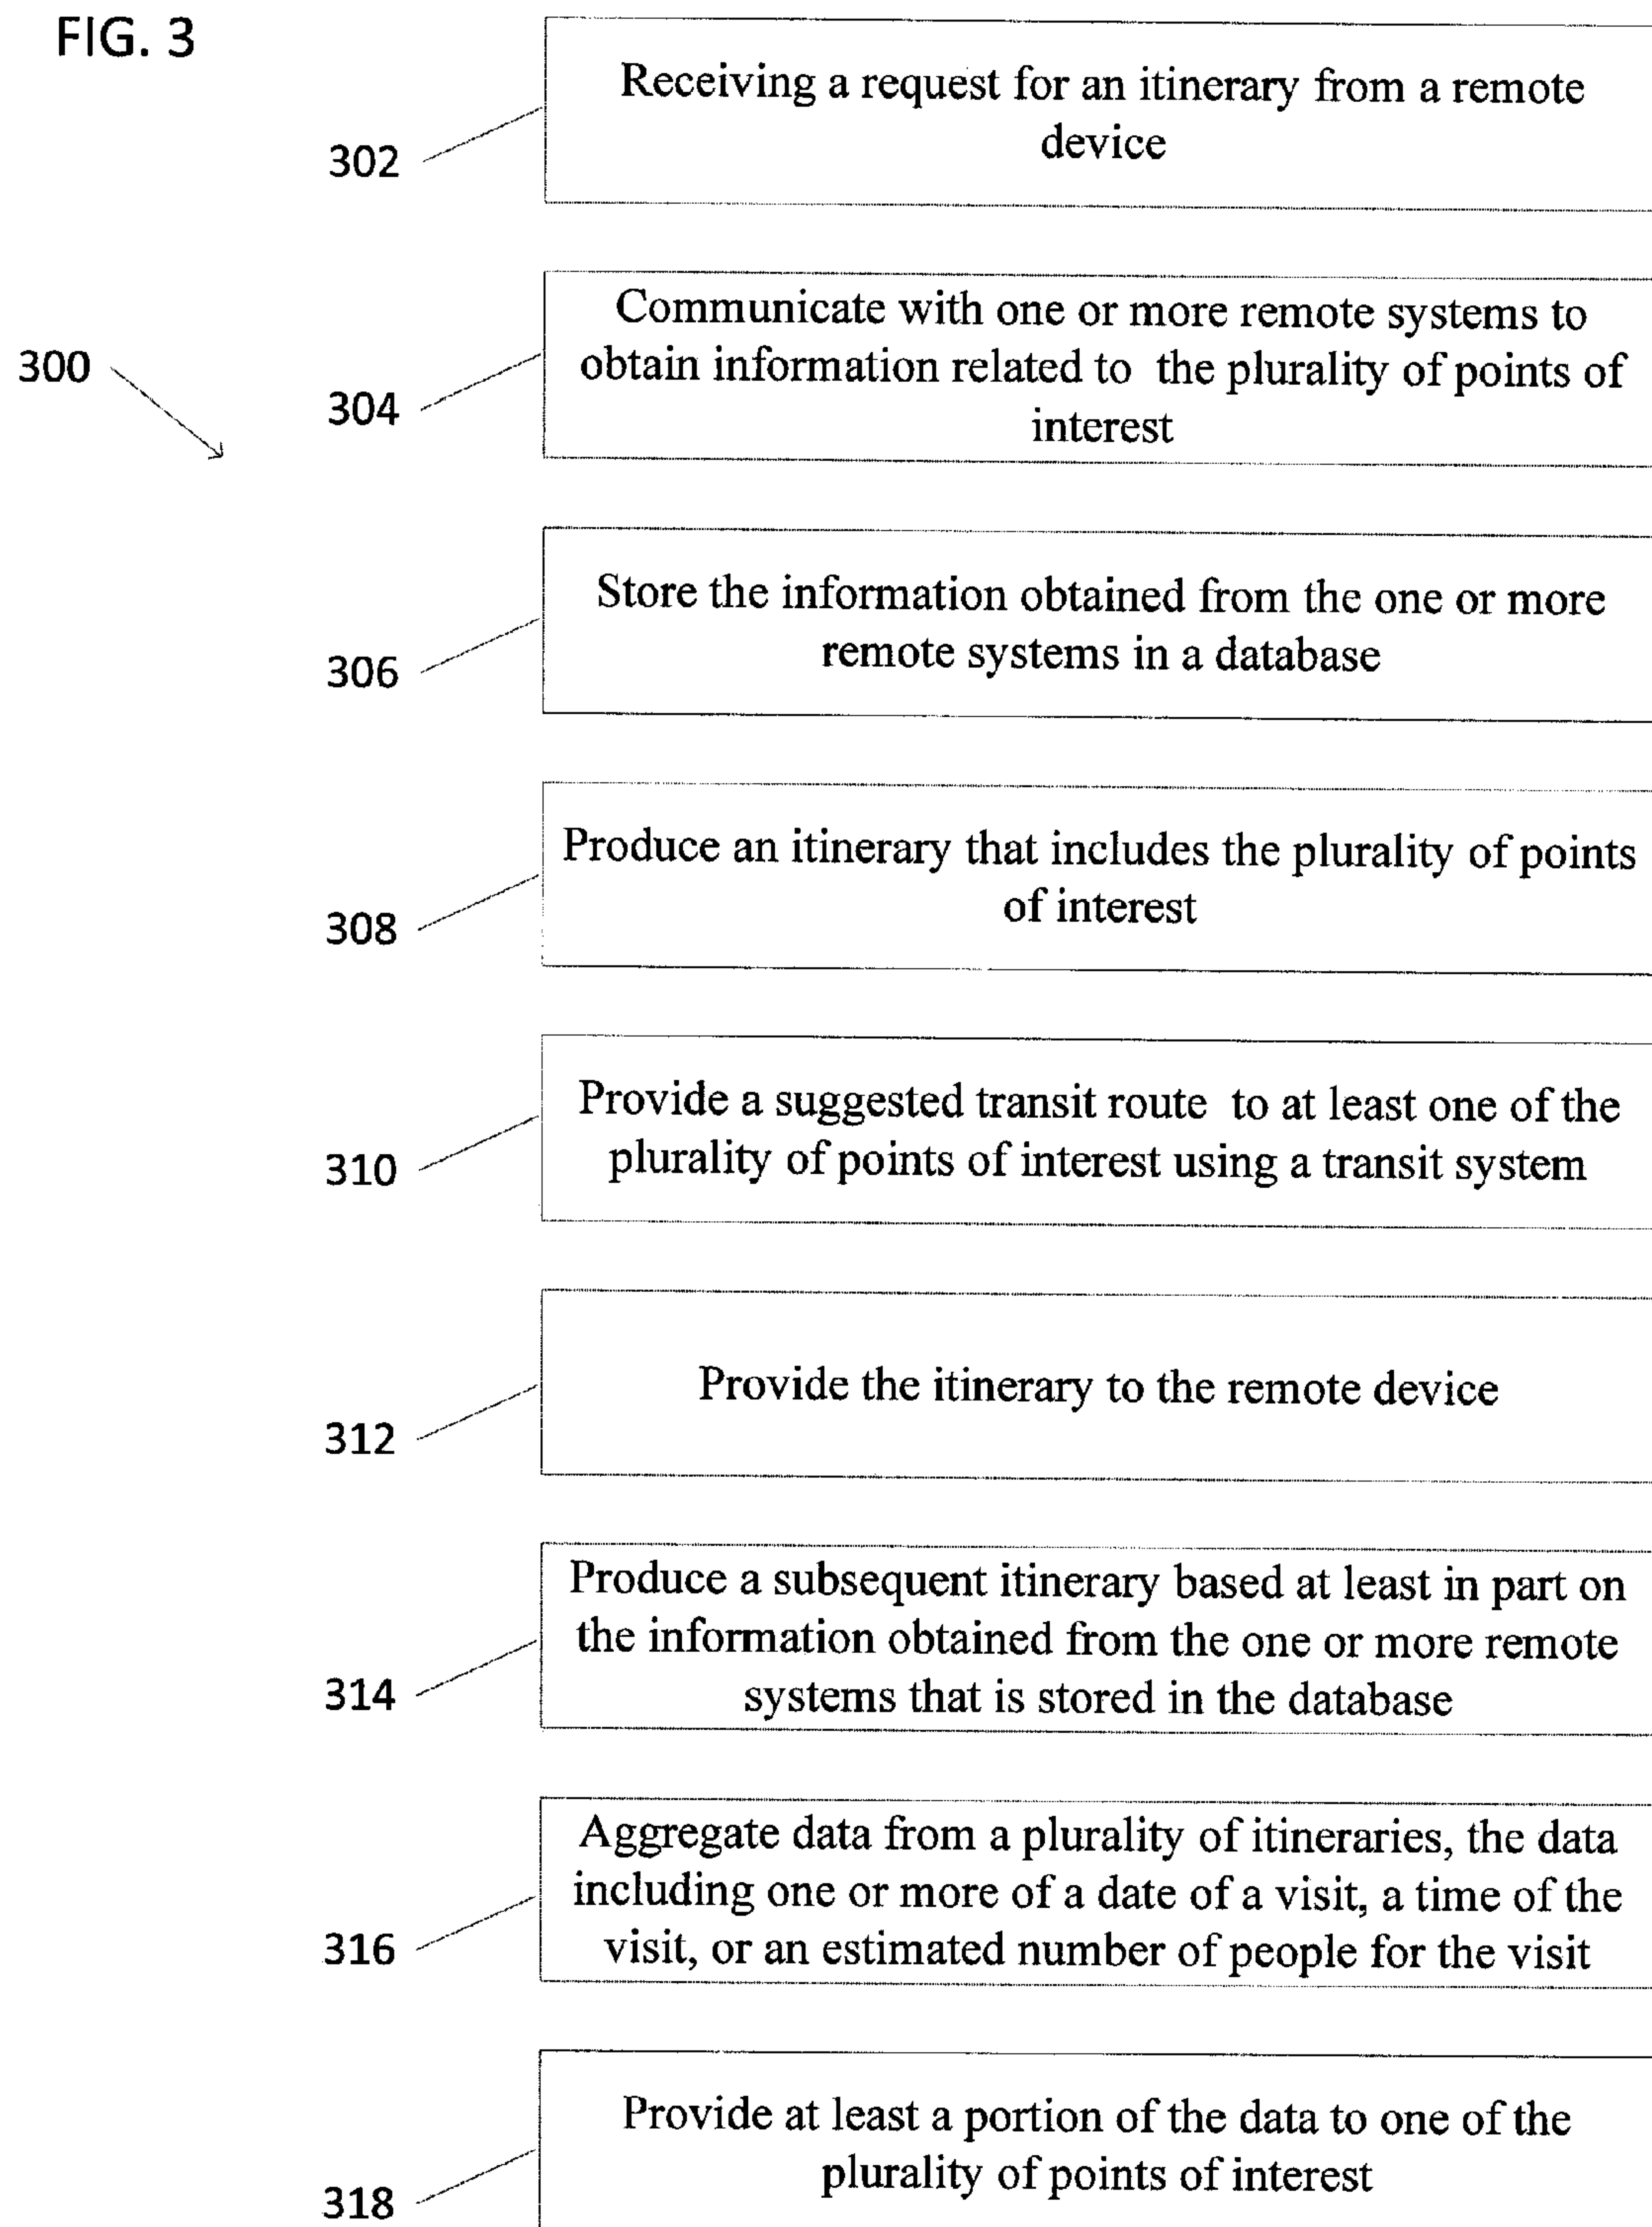 FIG. 3
Receiving a request for an itinerary from a remote
device
302
Communicate with one or more remote systems to
obtain information related to the plurality of points of
interest
300
304
Store the information obtained from the one or more
remote systems in a database
306
Produce an itinerary that includes the plurality of points
of interest
308
Provide a suggested transit route to at least one of the
plurality of points of interest using a transit system
310
Provide the itinerary to the remote device
312
Produce a subsequent itinerary based at least in part on
the information obtained from the one or more remote
systems that is stored in the database
314
Aggregate data from a plurality of itineraries, the data
including one or more of a date of a visit, a time of the
visit, or an estimated number of people for the visit
316
Provide at least a portion of the data to one of the
plurality of points of interest
318